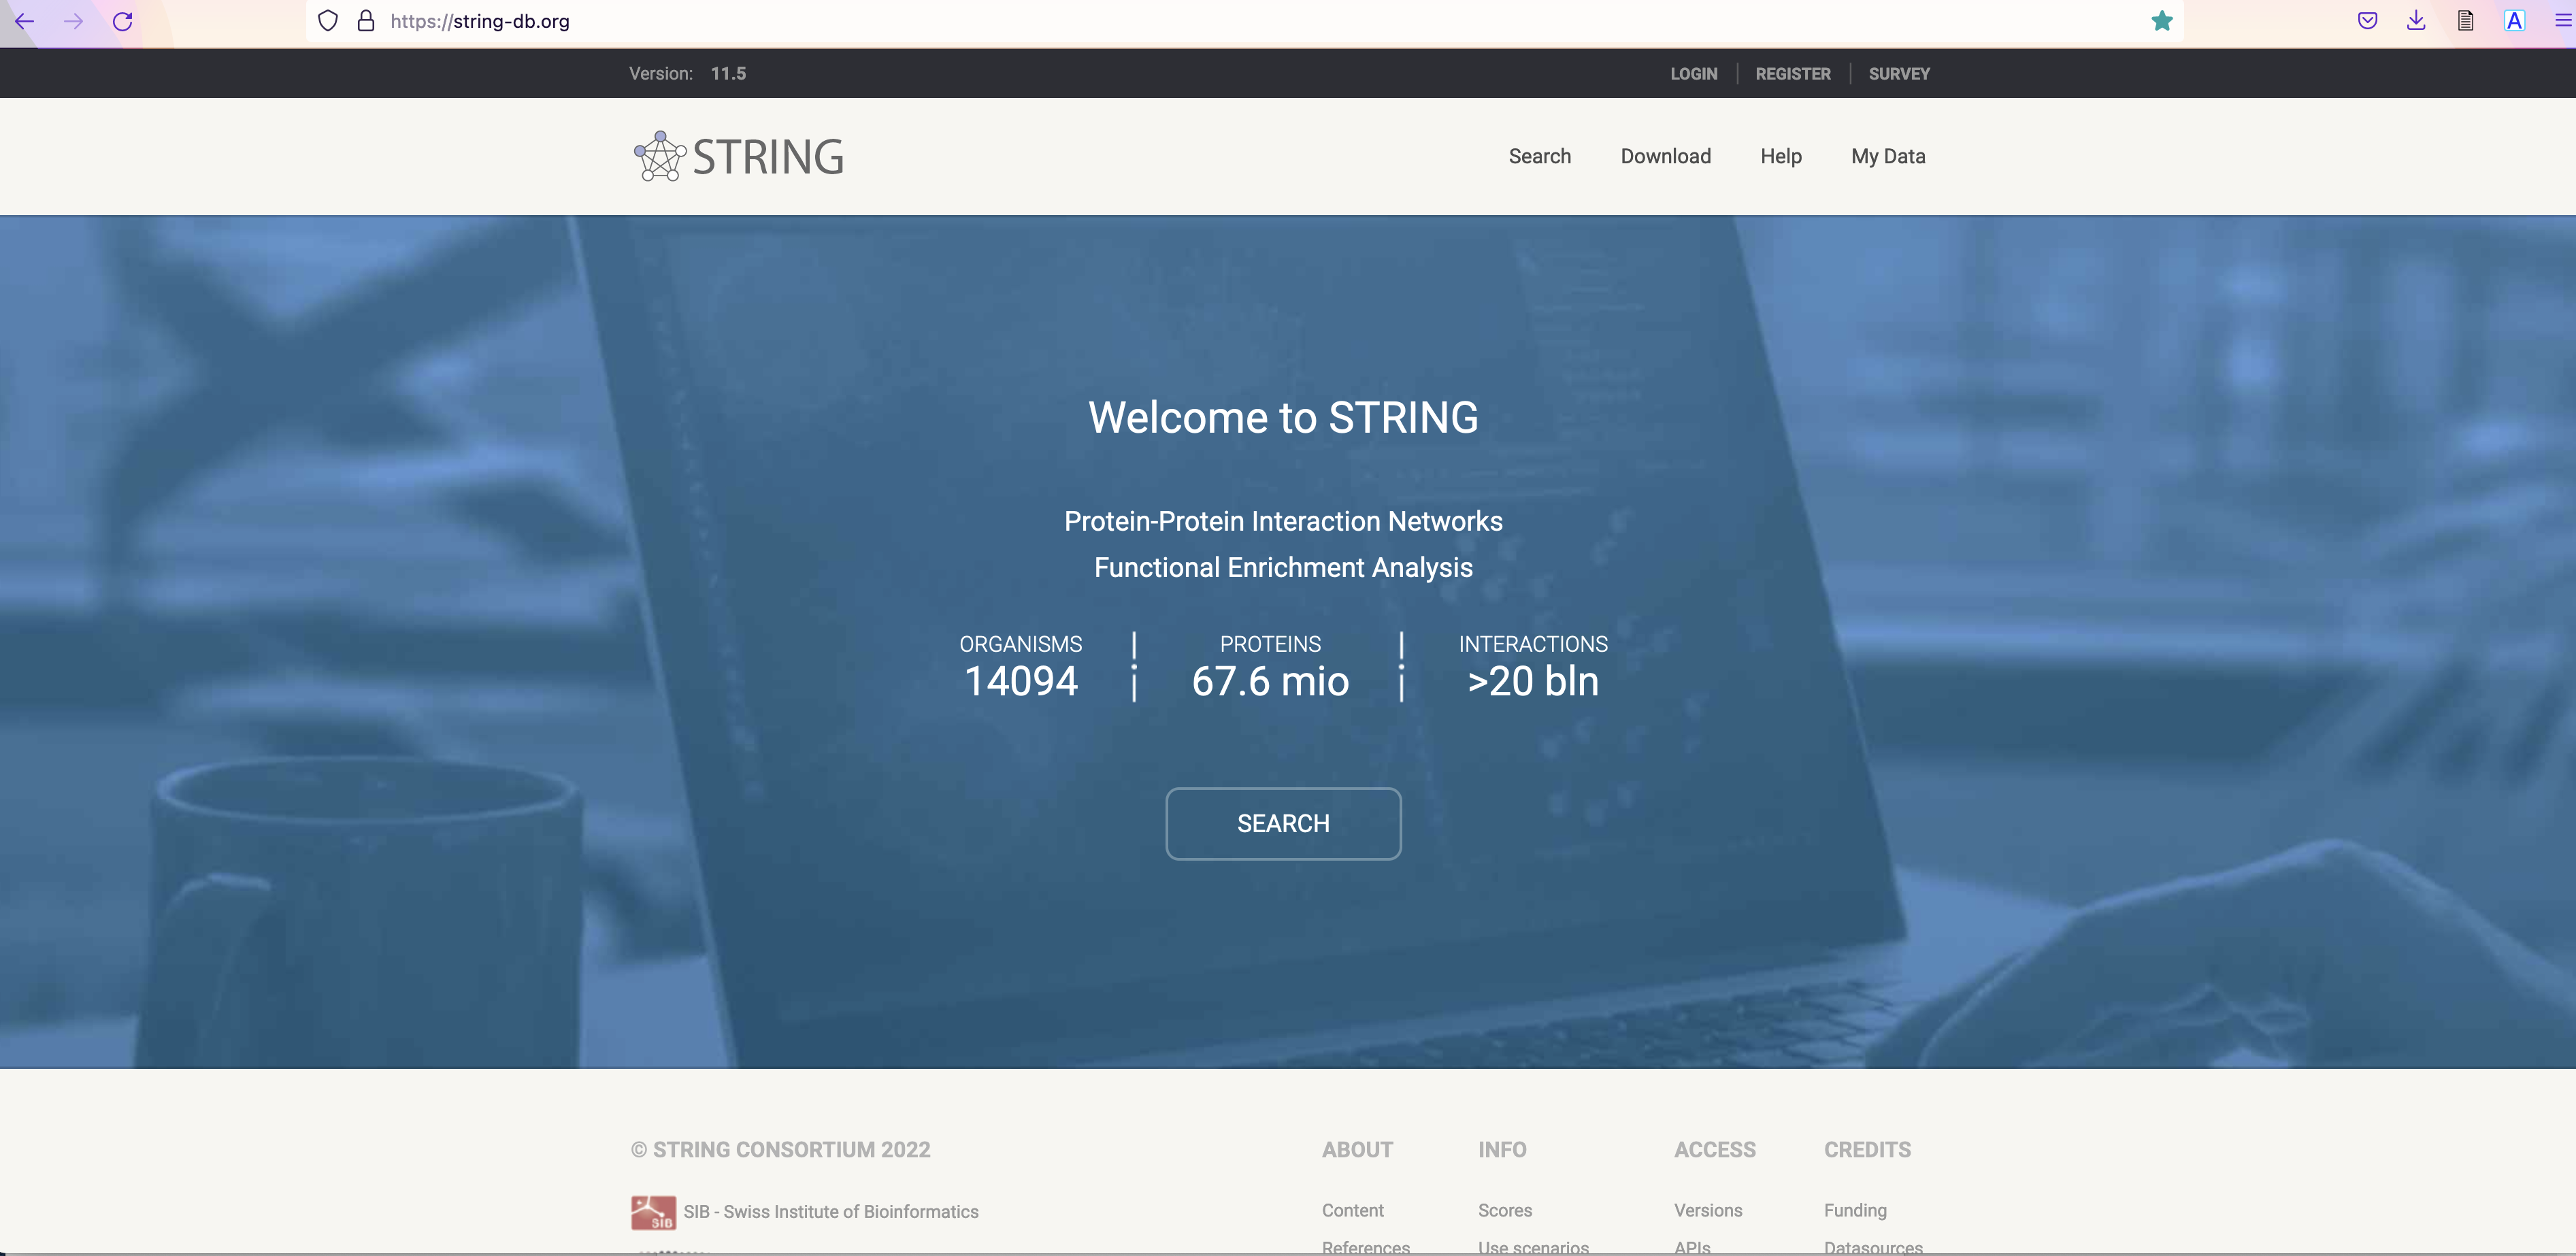 https://string-db.org
A
Version: 11.5
LOGIN
REGISTER
SURVEY
STRING
Search
Download
Help
My Data
Welcome to STRING
Protein-Protein Interaction Networks
Functional Enrichment Analysis
ORGANISMS
14094
PROTEINS
67.6 mio
INTERACTIONS
>20 bln
SEARCH
© STRING CONSORTIUM 2022
SIB
SIB - Swiss Institute of Bioinformatics
ABOUT
Content
References
INFO
Scores
Use scenarios
ACCESS
Versions
APIs
CREDITS
Funding
Datasources